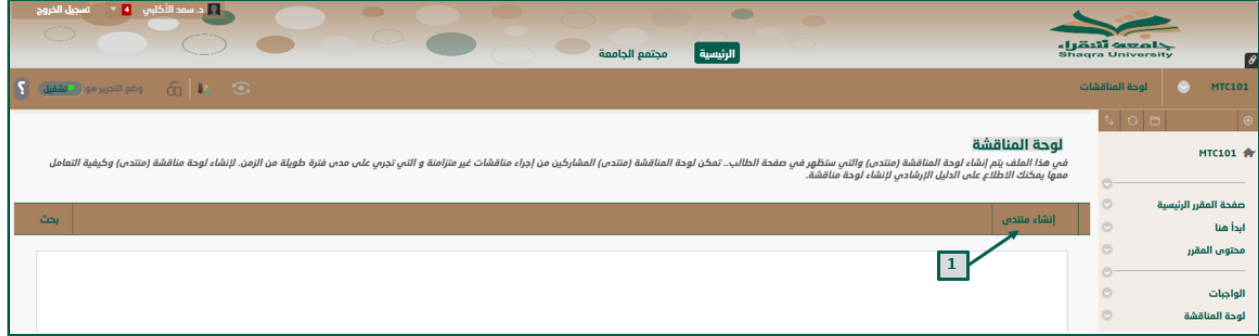 د. سعد الأكلبي 4 تسجيل الخروج
جامعة شقراء
Shaqra University
الرئيسية مجتمع الجامعة
MTC101 لوحة المناقشات
وضع التحرير هو: تشغيل ?
MTC101
صفحة المقرر الرئيسية
ابدأ هنا
محتوى المقرر
الواجبات
لوحة المناقشة
لوحة المناقشة
في هذا الملف يتم إنشاء لوحة المناقشة (منتدى) والتي ستظهر في صفحة الطالب.. تمكن لوحة المناقشة (منتدى) المشاركين من إجراء مناقشات غير متزامنة و التي تجري على مدى فترة طويلة من الزمن. لإنشاء لوحة مناقشة (منتدى) وكيفية التعامل
معها يمكنك الاطلاع على الدليل الإرشادي لإنشاء لوحة مناقشة.
إنشاء منتدى بحث
1